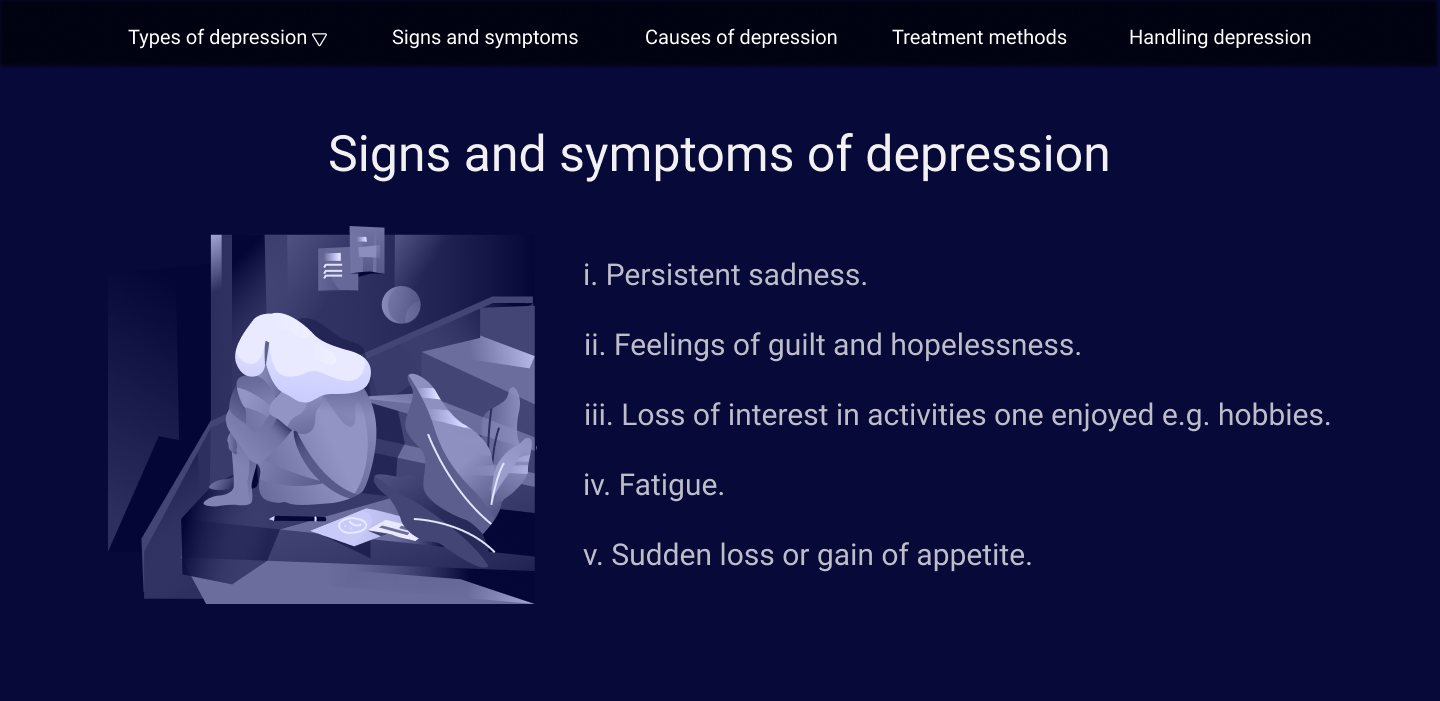 Types of depression
Signs and symptoms
Causes of depression
Treatment methods
Handling depression
Signs and symptoms of depression
i. Persistent sadness.
ii. Feelings of guilt and hopelessness.
iii. Loss of interest in activities one enjoyed e.g. hobbies.
iv. Fatigue.
v. Sudden loss or gain of appetite.